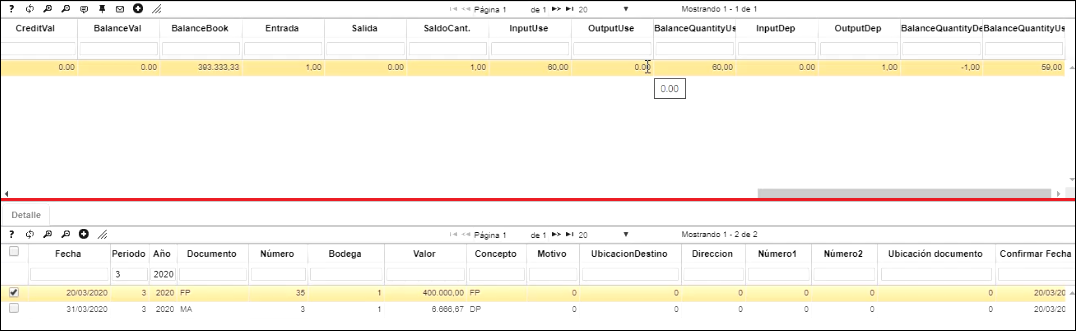 ? Página 1 de 1 20 ▼ Mostrando 1 - 1 de 1
CreditVal BalanceVal BalanceBook Entrada Salida SaldoCant. InputUse OutputUse BalanceQuantityUs InputDep OutputDep BalanceQuantityDe BalanceQuantityUs
0.00 0.00 393.333,33 1,00 0.00 1,00 60,00 0.00 60,00 0.00 1,00 -1,00 59,00
0.00
Detalle
? Página 1 de 1 20 ▼ Mostrando 1 - 2 de 2
Fecha Periodo Año Documento Número Bodega Valor Concepto Motivo UbicacionDestino Direccion Número1 Número2 Ubicación documento Confirmar Fecha
3 2020
20/03/2020 3 2020 FP 35 1 400.000,00 FP 0 0 0 0 0 0 20/03/20
31/03/2020 3 2020 MA 3 1 6.666,67 DP 0 0 0 0 0 0 20/03/20